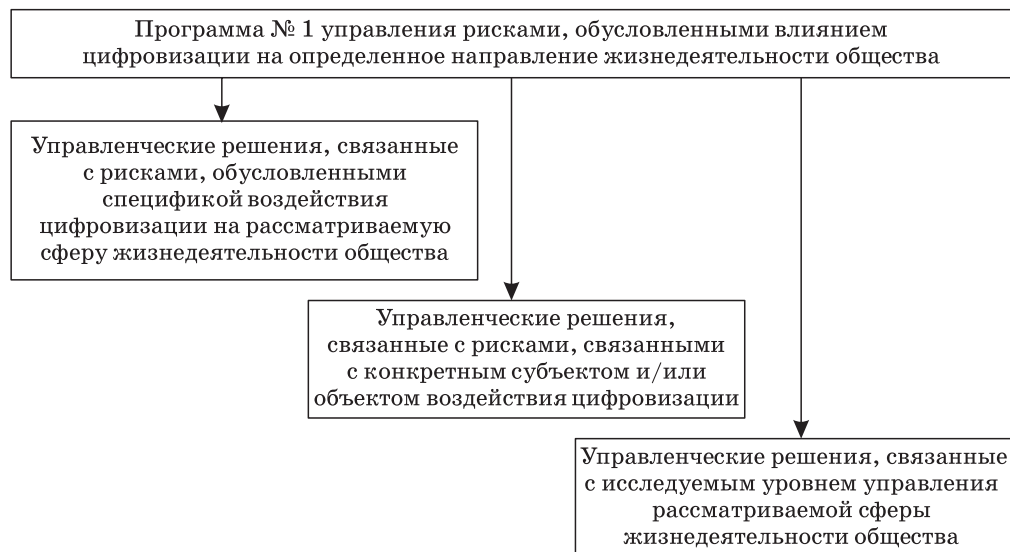 Программа № 1 управления рисками, обусловленными влиянием
цифровизации на определенное направление жизнедеятельности общества
Управленческие решения, связанные
с рисками, обусловленными
спецификой воздействия
цифровизации на рассматриваемую
сферу жизнедеятельности общества
Управленческие решения,
связанные с рисками, связанными
с конкретным субъектом и/или
объектом воздействия цифровизации
Управленческие решения, связанные
с исследуемым уровнем управления
рассматриваемой сферы
жизнедеятельности общества